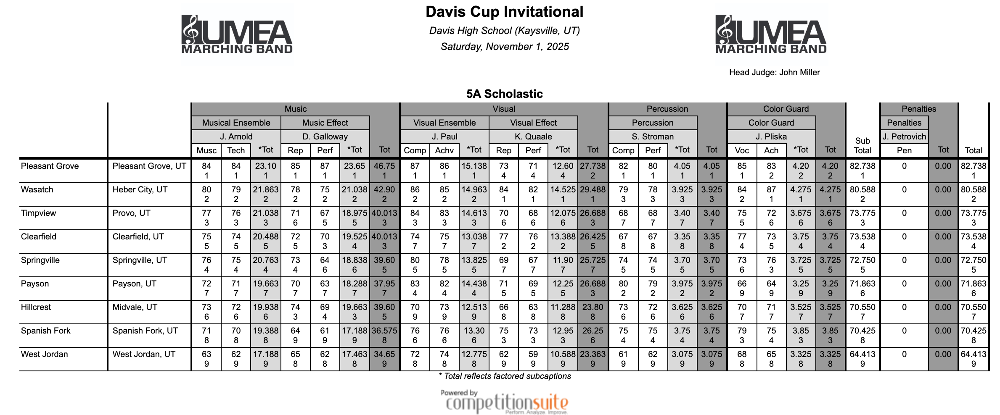 Davis Cup Invitational
Davis High School (Kaysville, UT)
Saturday, November 1, 2025
UMEA
MARCHING BAND
UMEA
MARCHING BAND
Head Judge: John Miller
5A Scholastic
Music Visual Percussion Color Guard Penalties
Musical Ensemble Music Effect Visual Ensemble Visual Effect Percussion Color Guard Penalties
J. Arnold D. Galloway J. Paul K. Quaale S. Stroman J. Pliska Sub J. Petrovich
Musc Tech *Tot Rep Perf *Tot Tot Comp Achv *Tot Rep Perf *Tot Tot Comp Perf *Tot Tot Voc Ach *Tot Tot Total Pen Tot Total
Pleasant Grove Pleasant Grove, UT 84 84 23.10 85 87 23.65 46.75 87 86 15.138 73 71 12.60 27.738 82 80 4.05 4.05 85 83 4.20 4.20 82.738 0 0.00 82.738
1 1 1 1 1 1 1 1 1 1 4 4 4 2 1 1 1 1 1 2 2 2 1 1
Wasatch Heber City, UT 80 79 21.863 78 75 21.038 42.90 86 85 14.963 84 82 14.525 29.488 79 78 3.925 3.925 84 87 4.275 4.275 80.588 0 0.00 80.588
2 2 2 2 2 2 2 2 2 2 1 1 1 1 3 3 3 3 2 1 1 1 2 2
Timpview Provo, UT 77 76 21.038 71 67 18.975 40.013 84 83 14.613 70 68 12.075 26.688 68 68 3.40 3.40 75 72 3.675 3.675 73.775 0 0.00 73.775
3 3 3 6 5 5 3 3 3 3 6 6 6 3 7 7 7 7 5 6 6 6 3 3
Clearfield Clearfield, UT 75 74 20.488 72 70 19.525 40.013 74 75 13.038 77 76 13.388 26.425 67 67 3.35 3.35 77 73 3.75 3.75 73.538 0 0.00 73.538
5 5 5 5 3 4 3 7 7 7 2 2 2 5 8 8 8 8 4 5 4 4 4 4
Springville Springville, UT 76 75 20.763 73 64 18.838 39.60 80 78 13.825 69 67 11.90 25.725 74 74 3.70 3.70 73 76 3.725 3.725 72.750 0 0.00 72.750
4 4 4 4 6 6 5 5 5 5 7 7 7 7 5 5 5 5 6 3 5 5 5 5
Payson Payson, UT 72 71 19.663 70 63 18.288 37.95 83 82 14.438 71 69 12.25 26.688 80 79 3.975 3.975 66 64 3.25 3.25 71.863 0 0.00 71.863
7 7 7 7 7 7 7 4 4 4 5 5 5 3 2 2 2 2 9 9 9 9 6 6
Hillcrest Midvale, UT 73 72 19.938 74 69 19.663 39.60 70 73 12.513 66 63 11.288 23.80 73 72 3.625 3.625 70 71 3.525 3.525 70.550 0 0.00 70.550
6 6 6 3 4 3 5 9 9 9 8 8 8 8 6 6 6 6 7 7 7 7 7 7
Spanish Fork Spanish Fork, UT 71 70 19.388 64 61 17.188 36.575 76 76 13.30 75 73 12.95 26.25 75 75 3.75 3.75 79 75 3.85 3.85 70.425 0 0.00 70.425
8 8 8 9 9 9 8 6 6 6 3 3 3 6 4 4 4 4 3 4 3 3 8 8
West Jordan West Jordan, UT 63 62 17.188 65 62 17.463 34.65 72 74 12.775 62 59 10.588 23.363 61 62 3.075 3.075 68 65 3.325 3.325 64.413 0 0.00 64.413
9 9 9 8 8 8 9 8 8 8 9 9 9 9 9 9 9 9 8 8 8 8 9 9
* Total reflects factored subcaptions
Powered by
competitionsuite
Perform. Analyze. Improve.